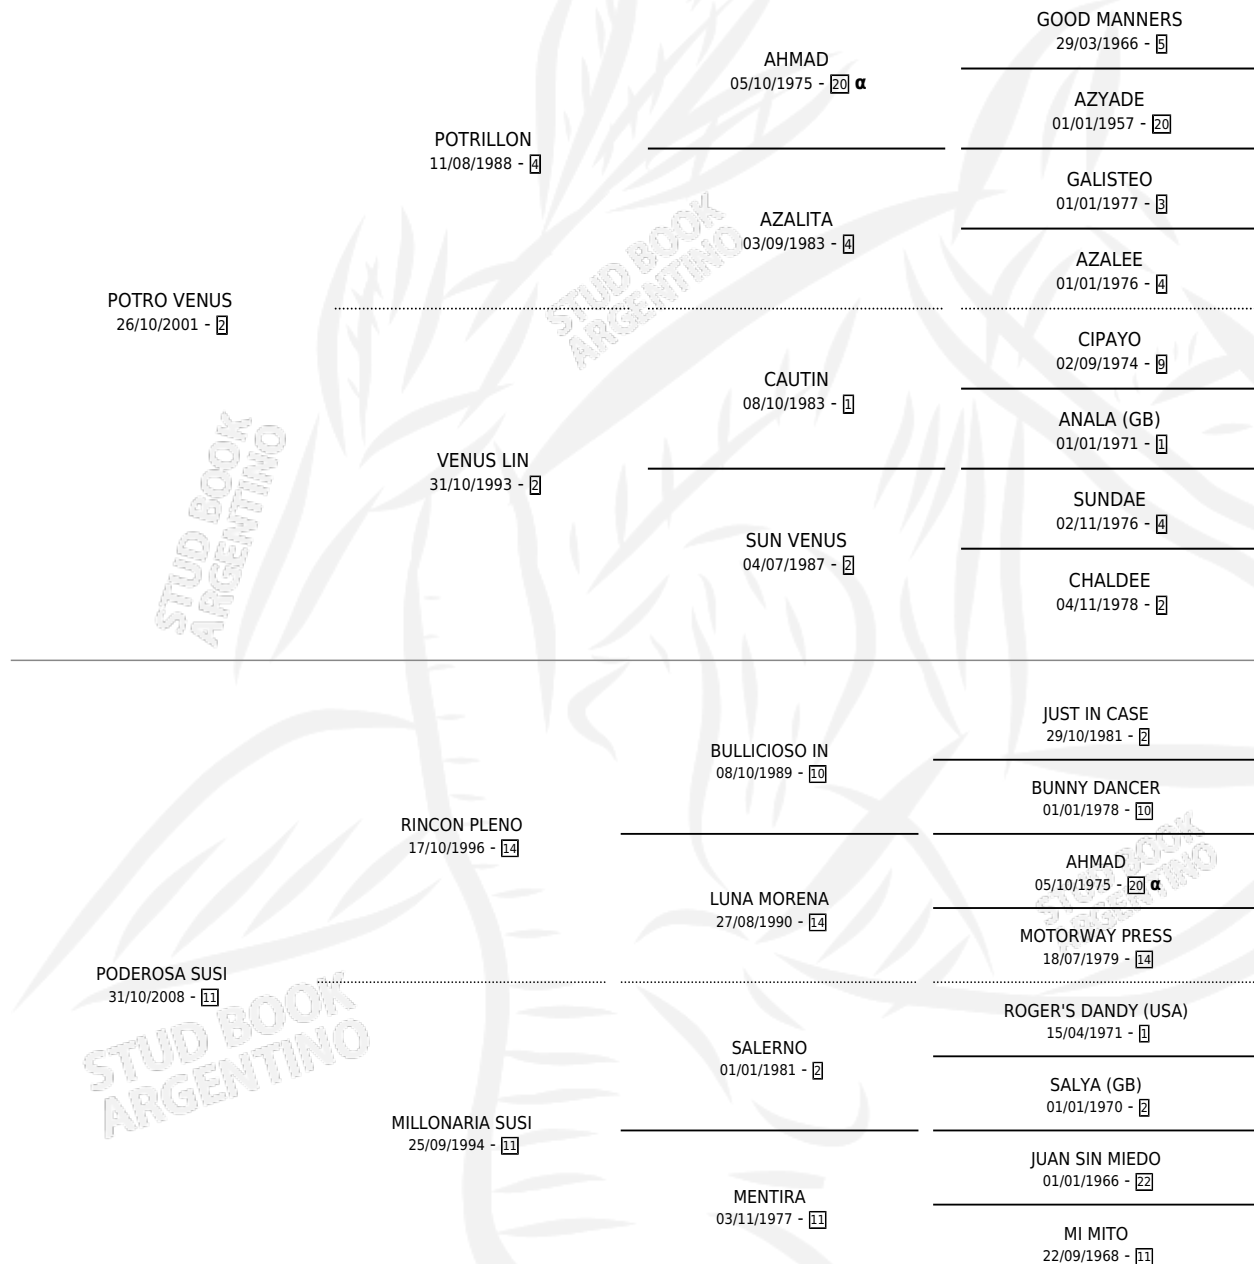 GOOD MANNERS
29/03/1966 - 5
AHMAD
05/10/1975 - 20 α
AZYADE
01/01/1957 - 20
POTRILLON
11/08/1988 - 4
GALISTEO
01/01/1977 - 3
AZALITA
03/09/1983 - 4
AZALEE
01/01/1976 - 4
POTRO VENUS
26/10/2001 - 2
CIPAYO
02/09/1974 - 9
CAUTIN
08/10/1983 - 1
ANALA (GB)
01/01/1971 - 1
VENUS LIN
31/10/1993 - 2
SUNDAE
02/11/1976 - 4
SUN VENUS
04/07/1987 - 2
CHALDEE
04/11/1978 - 2
STUD BOOK
ARGENTINO
STUD BOOK
ARGENTINO
JUST IN CASE
29/10/1981 - 2
BULLICIOSO IN
08/10/1989 - 10
BUNNY DANCER
01/01/1978 - 10
RINCON PLENO
17/10/1996 - 14
AHMAD
05/10/1975 - 20 α
LUNA MORENA
27/08/1990 - 14
MOTORWAY PRESS
18/07/1979 - 14
STUD BOOK
ARGENTINO
PODEROSA SUSI
31/10/2008 - 11
ROGER'S DANDY (USA)
15/04/1971 - 1
SALERNO
01/01/1981 - 2
SALYA (GB)
01/01/1970 - 2
STUD BOOK
ARGENTINO
MILLONARIA SUSI
25/09/1994 - 11
JUAN SIN MIEDO
01/01/1966 - 22
MENTIRA
03/11/1977 - 11
MI MITO
22/09/1968 - 11